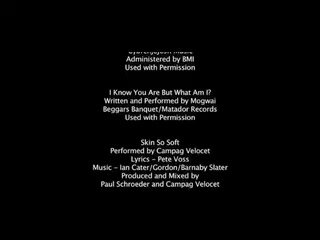 Administered by BMI
Used with Permission
I Know You Are But What Am I?
Written and Performed by Mogwai
Beggars Banquet/Matador Records
Used with Permission
Skin So Soft
Performed by Campag Velocet
Lyrics - Pete Voss
Music - Ian Cater/Gordon/Barnaby Slater
Produced and Mixed by
Paul Schroeder and Campag Velocet